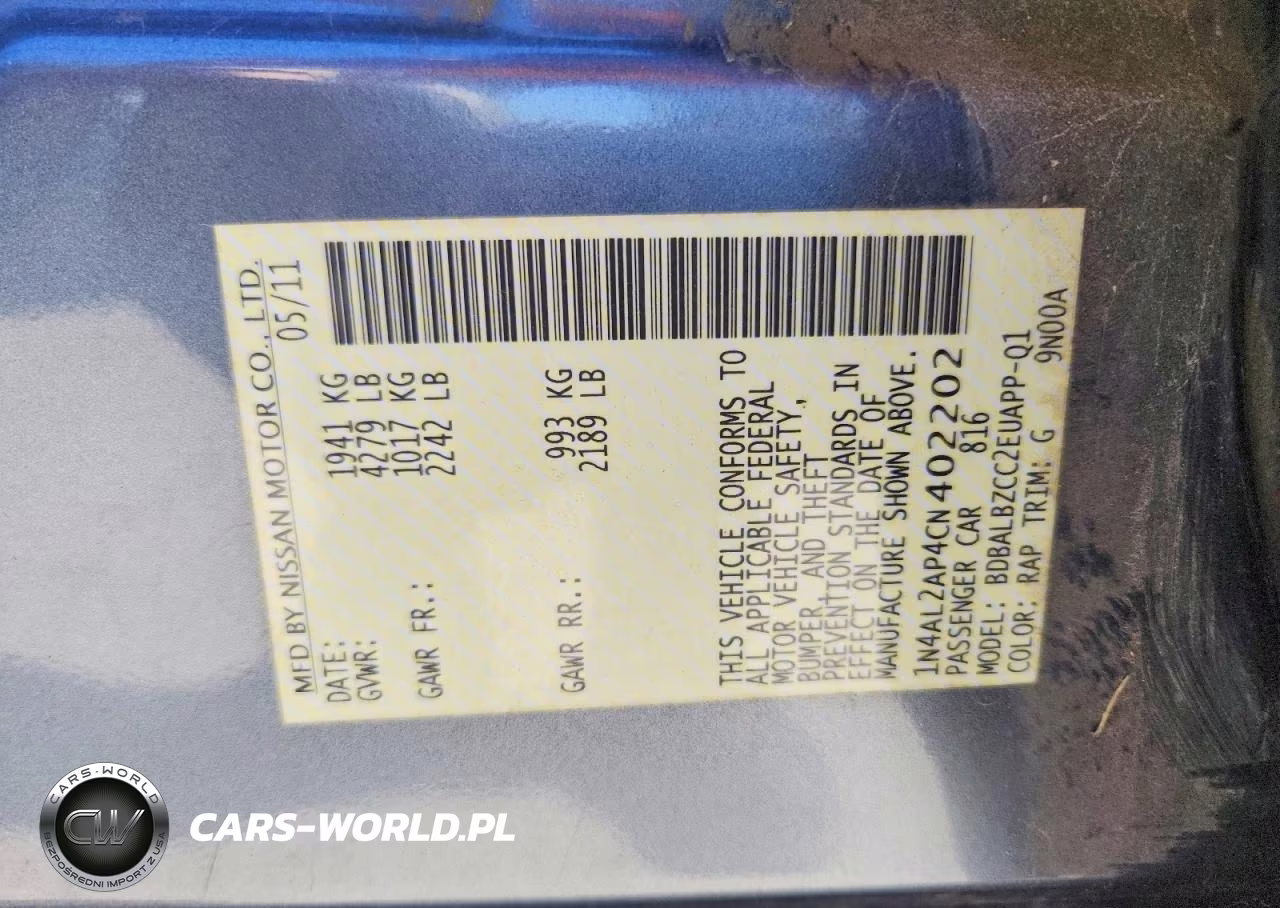 MFD BY NISSAN MOTOR CO., LTD.
DATE: 05/11
GVWR: 1941 KG
4279 LB
GAWR FR.: 1017 KG
2242 LB
GAWR RR.: 993 KG
2189 LB
THIS VEHICLE CONFORMS TO
ALL APPLICABLE FEDERAL
MOTOR VEHICLE SAFETY,
BUMPER, AND THEFT
PREVENTION STANDARDS IN
EFFECT ON THE DATE OF
MANUFACTURE SHOWN ABOVE.
1N4AL2AP4CN402202
PASSENGER CAR 816
MODEL: BDBALBZCC2EUAPP-Q1
COLOR: RAP TRIM: G 9N00A
CARS-WORLD
CW
BEZPOŚREDNI IMPORT Z USA
CARS-WORLD.PL